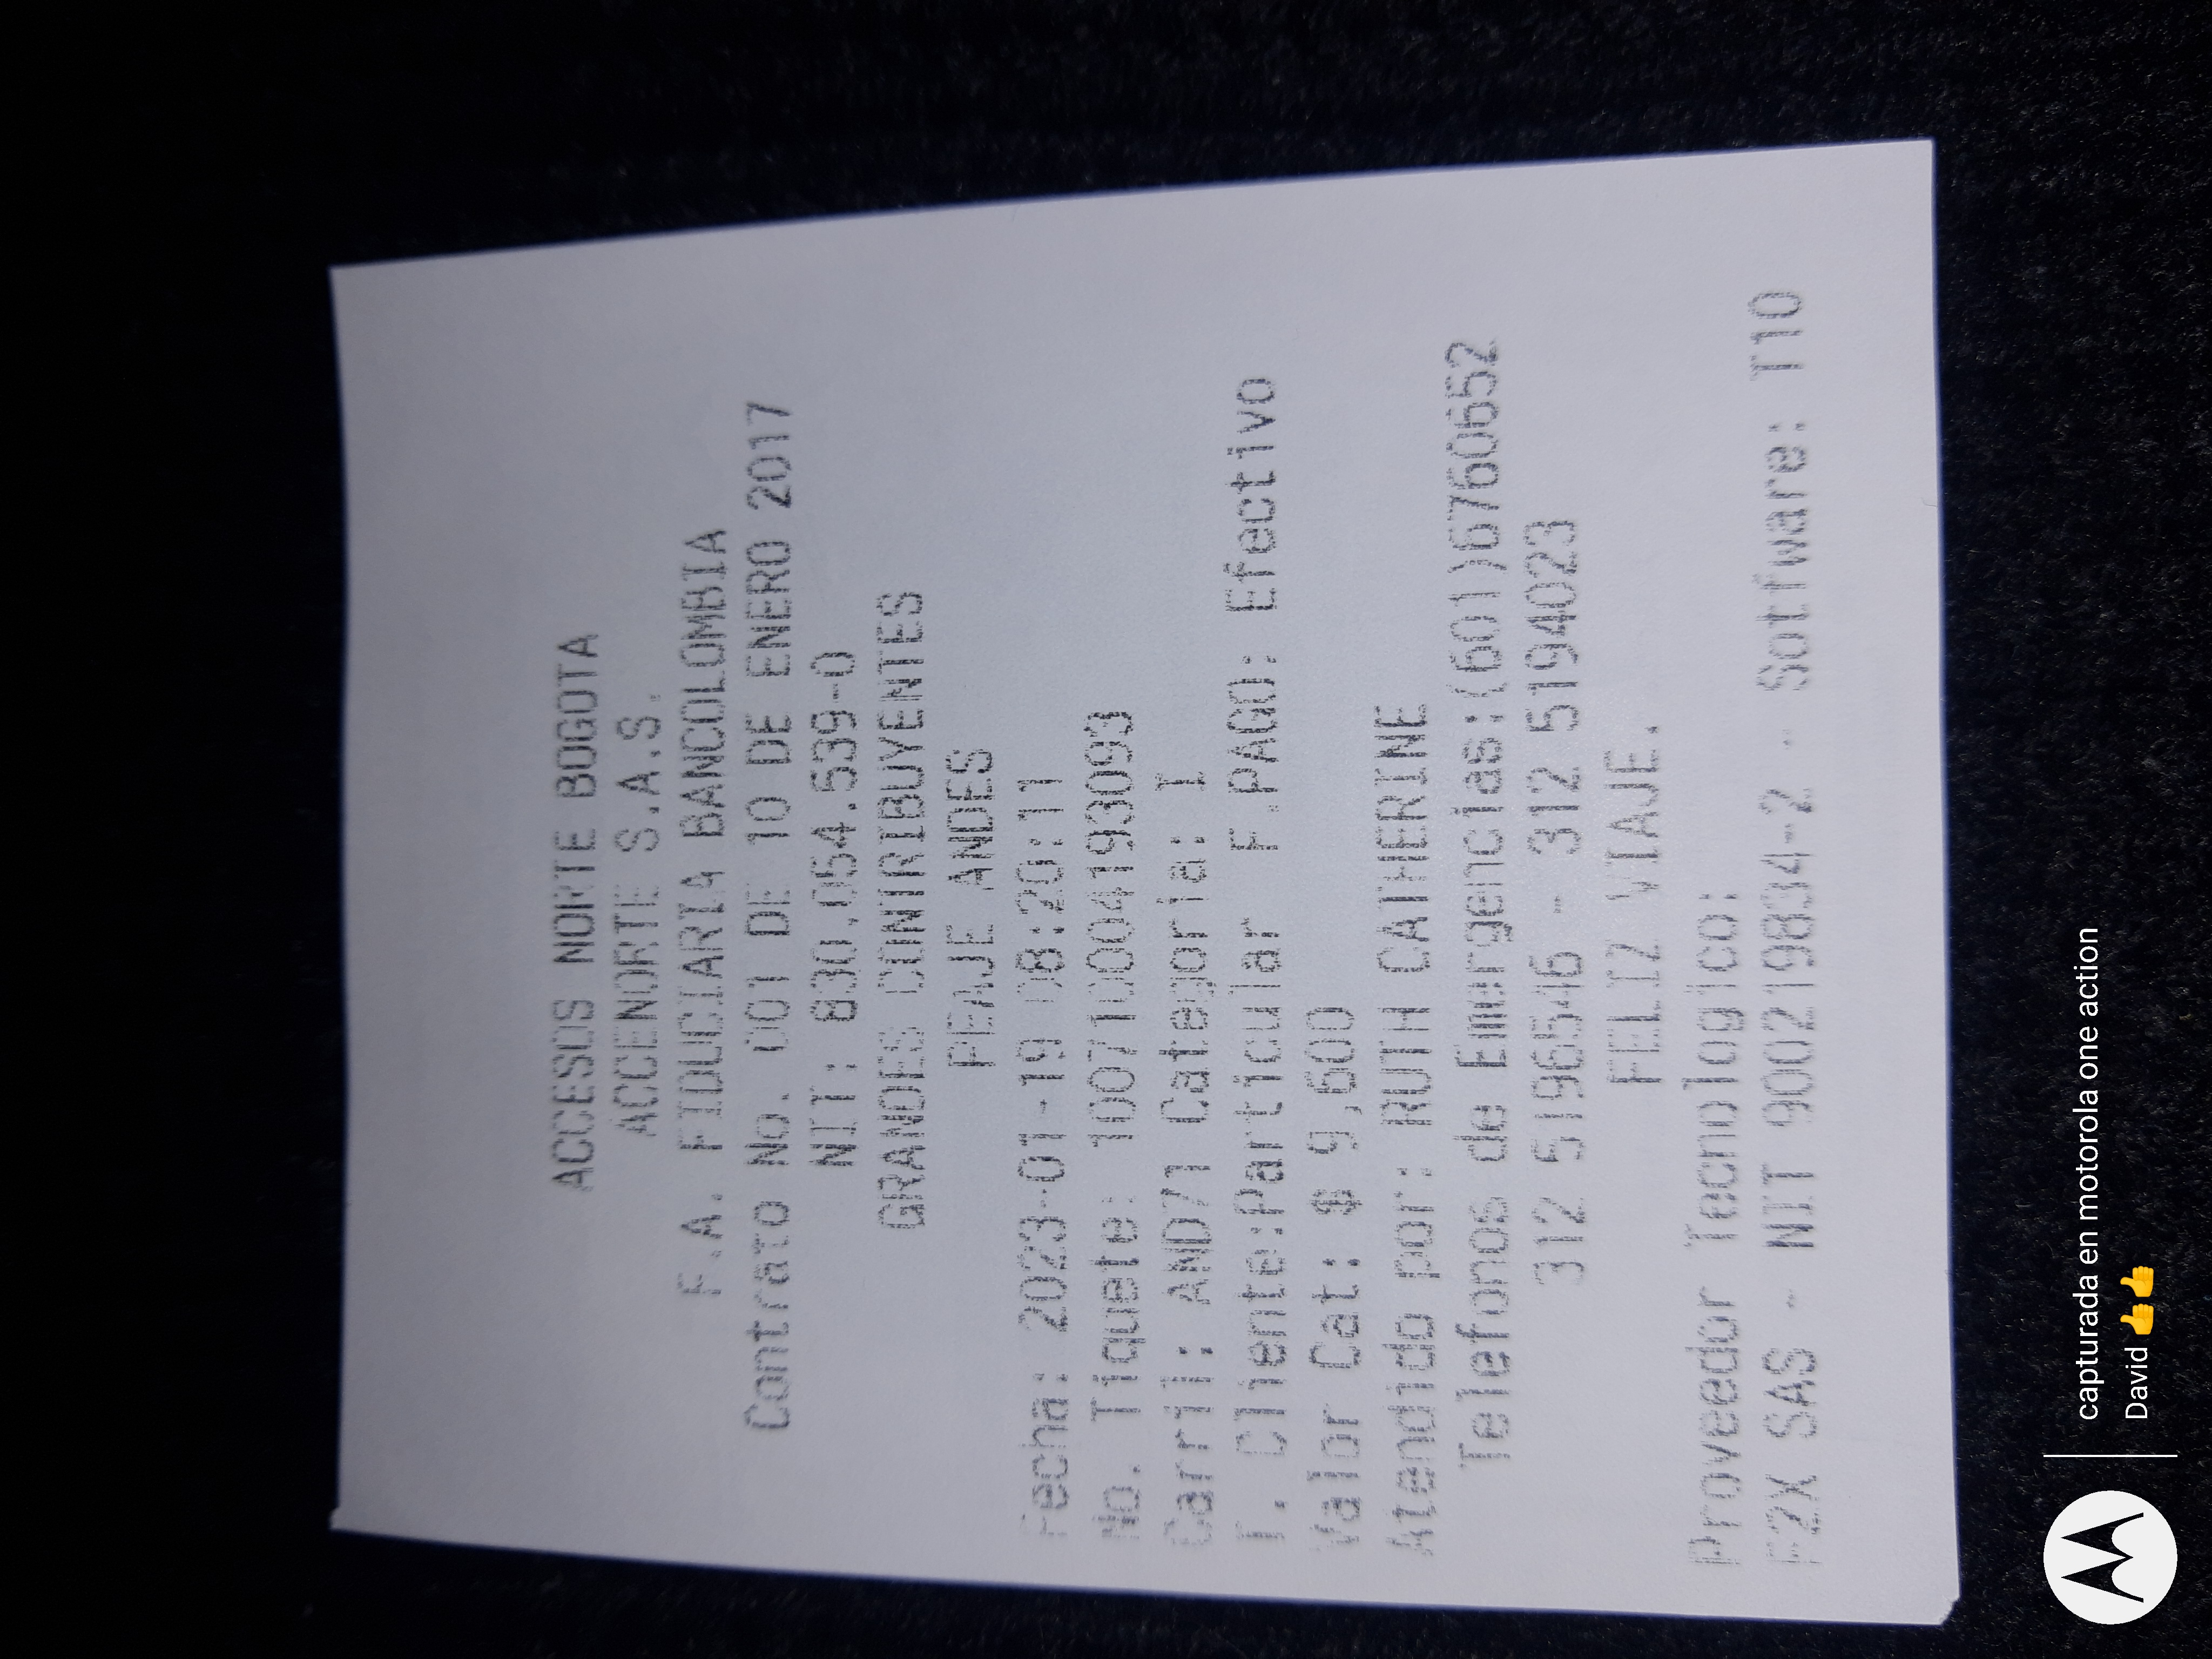 ACCESOS NORTE BOGOTA
ACCENORTE S.A.S.
F.A. FIDUCIARIA BANCOLOMBIA
Contrato No. 001 DE 10 DE ENERO 2017
NIT: 830.054.539-0
GRANDES CONTRIBUYENTES
PEAJE ANDES
Fecha: 2023-01-19 08:20:11
No. Tiquete: 10071004193093
Carril: AND71 Categoria: I
T. Cliente:Particular F.PAGO: Efectivo
Valor Cat: $ 9,600
Atendido por: RUTH CATHERINE
Telefonos de Emergencias:(601)6760652
312 5196546 - 312 5194023
FELIZ VIAJE.
Proveedor Tecnologico:
F2X SAS - NIT 900219834-2 - Software: T10
capturada en motorola one action
David 👍👍